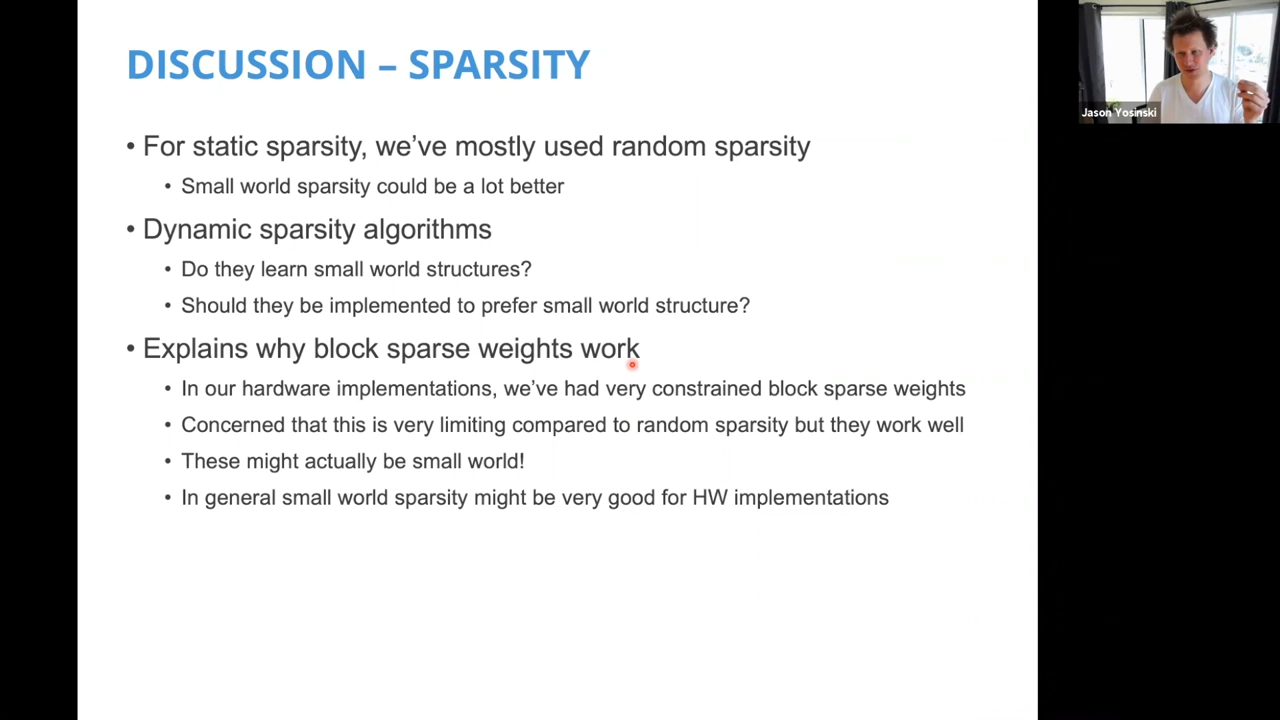 DISCUSSION – SPARSITY
• For static sparsity, we’ve mostly used random sparsity
• Small world sparsity could be a lot better
• Dynamic sparsity algorithms
• Do they learn small world structures?
• Should they be implemented to prefer small world structure?
• Explains why block sparse weights work
• In our hardware implementations, we’ve had very constrained block sparse weights
• Concerned that this is very limiting compared to random sparsity but they work well
• These might actually be small world!
• In general small world sparsity might be very good for HW implementations
Jason Yosinski